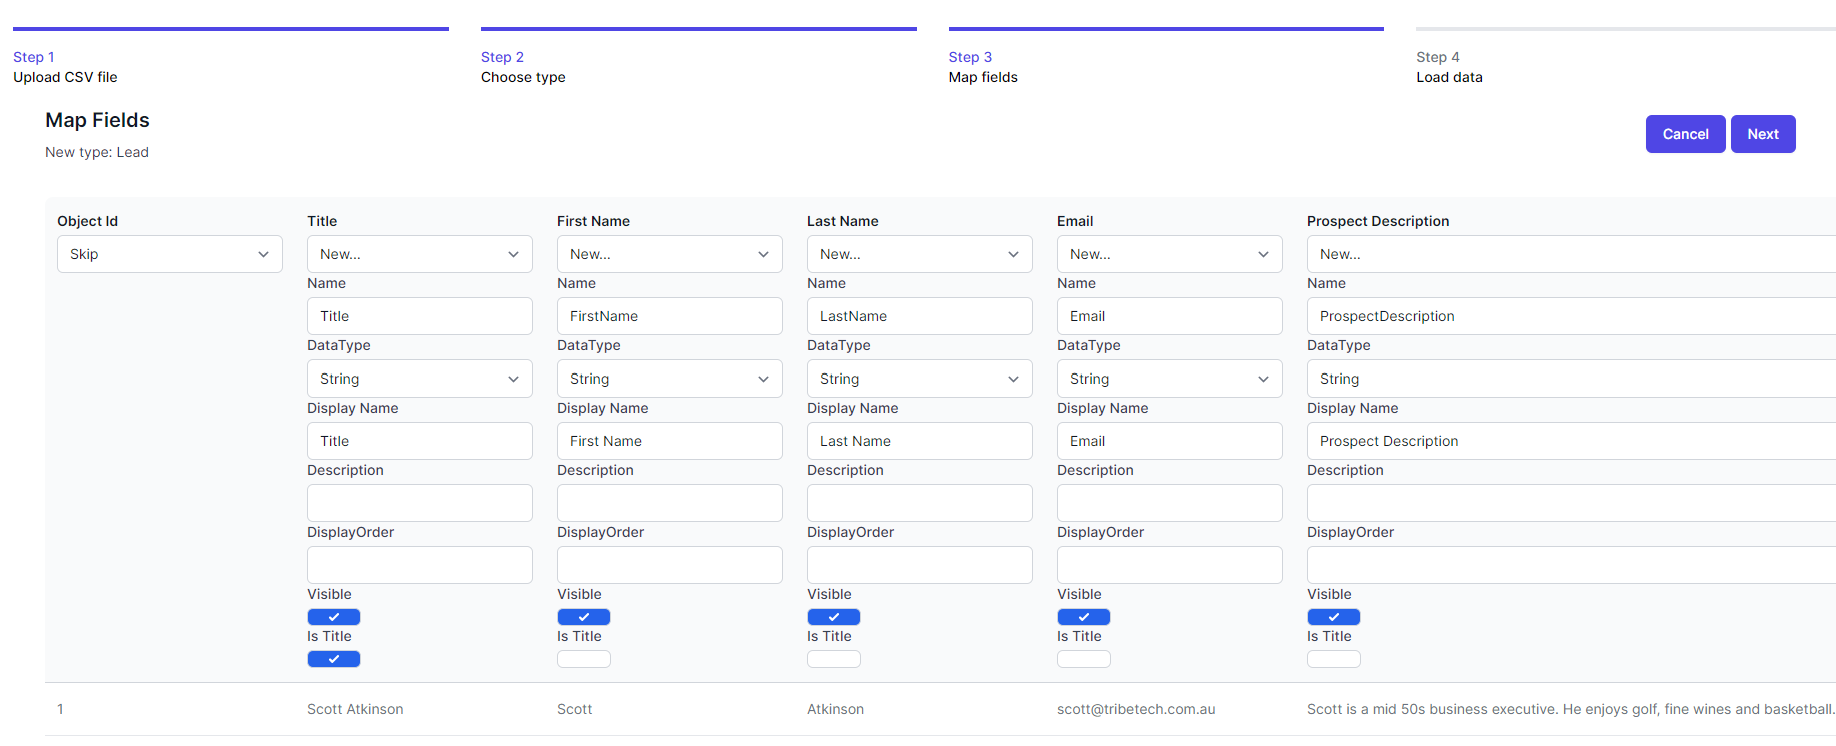 Step 1 Step 2 Step 3 Step 4
Upload CSV file Choose type Map fields Load data
Map Fields
Cancel Next
New type: Lead
Object Id Title First Name Last Name Email Prospect Description
Skip New... New... New... New... New...
Name Name Name Name Name
Title FirstName LastName Email ProspectDescription
DataType DataType DataType DataType DataType
String String String String String
Display Name Display Name Display Name Display Name Display Name
Title First Name Last Name Email Prospect Description
Description Description Description Description Description
DisplayOrder DisplayOrder DisplayOrder DisplayOrder DisplayOrder
Visible Visible Visible Visible Visible
Is Title Is Title Is Title Is Title Is Title
1 Scott Atkinson Scott Atkinson scott@tribetech.com.au Scott is a mid 50s business executive. He enjoys golf, fine wines and basketball.